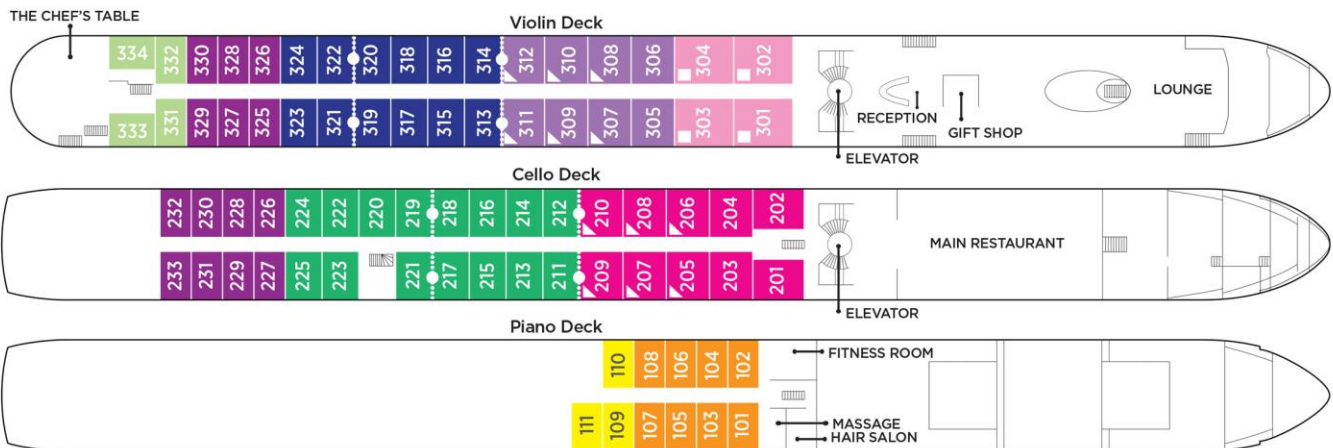 THE CHEF'S TABLE
Violin Deck
334 332 330 328 326 324 322 320 318 316 314 312 310 308 306 304 302
333 331 329 327 325 323 321 319 317 315 313 311 309 307 305 303 301
RECEPTION
GIFT SHOP
LOUNGE
ELEVATOR
Cello Deck
232 230 228 226 224 222 220 219 218 216 214 212 210 208 206 204 202
233 231 229 227 225 223 221 217 215 213 211 209 207 205 203 201
MAIN RESTAURANT
ELEVATOR
Piano Deck
110 108 106 104 102
111 109 107 105 103 101
FITNESS ROOM
MASSAGE
HAIR SALON